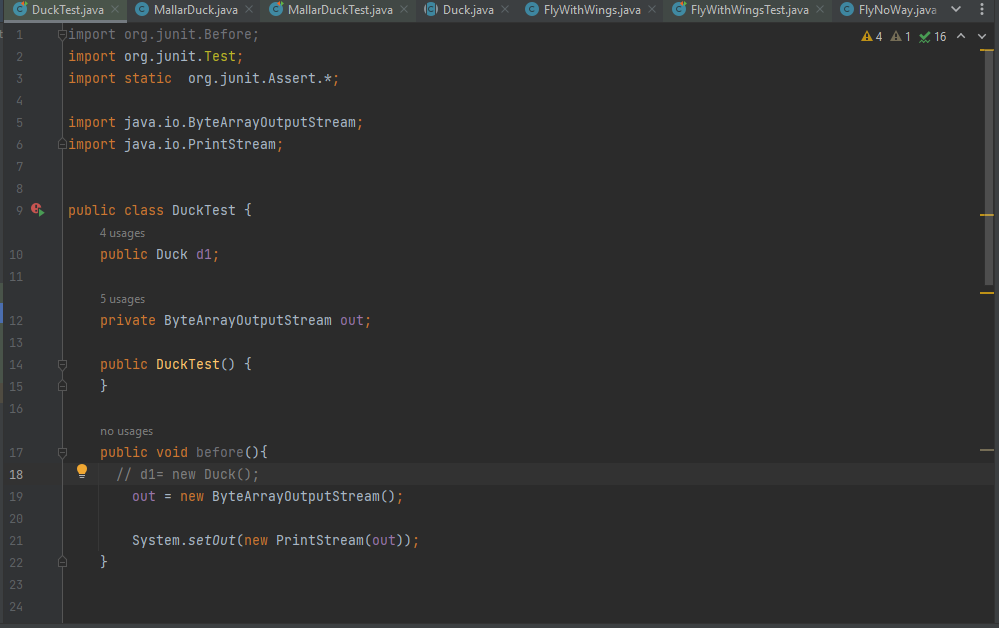 DuckTest.java MallarDuck.java MallarDuckTest.java Duck.java FlyWithWings.java FlyWithWingsTest.java FlyNoWay.java
4 1 16
1 import org.junit.Before;
2 import org.junit.Test;
3 import static  org.junit.Assert.*;
4
5 import java.io.ByteArrayOutputStream;
6 import java.io.PrintStream;
7
8
9 public class DuckTest {
4 usages
10 public Duck d1;
11
5 usages
12 private ByteArrayOutputStream out;
13
14 public DuckTest() {
15 }
16
no usages
17 public void before(){
18 // d1= new Duck();
19 out = new ByteArrayOutputStream();
20
21 System.setOut(new PrintStream(out));
22 }
23
24